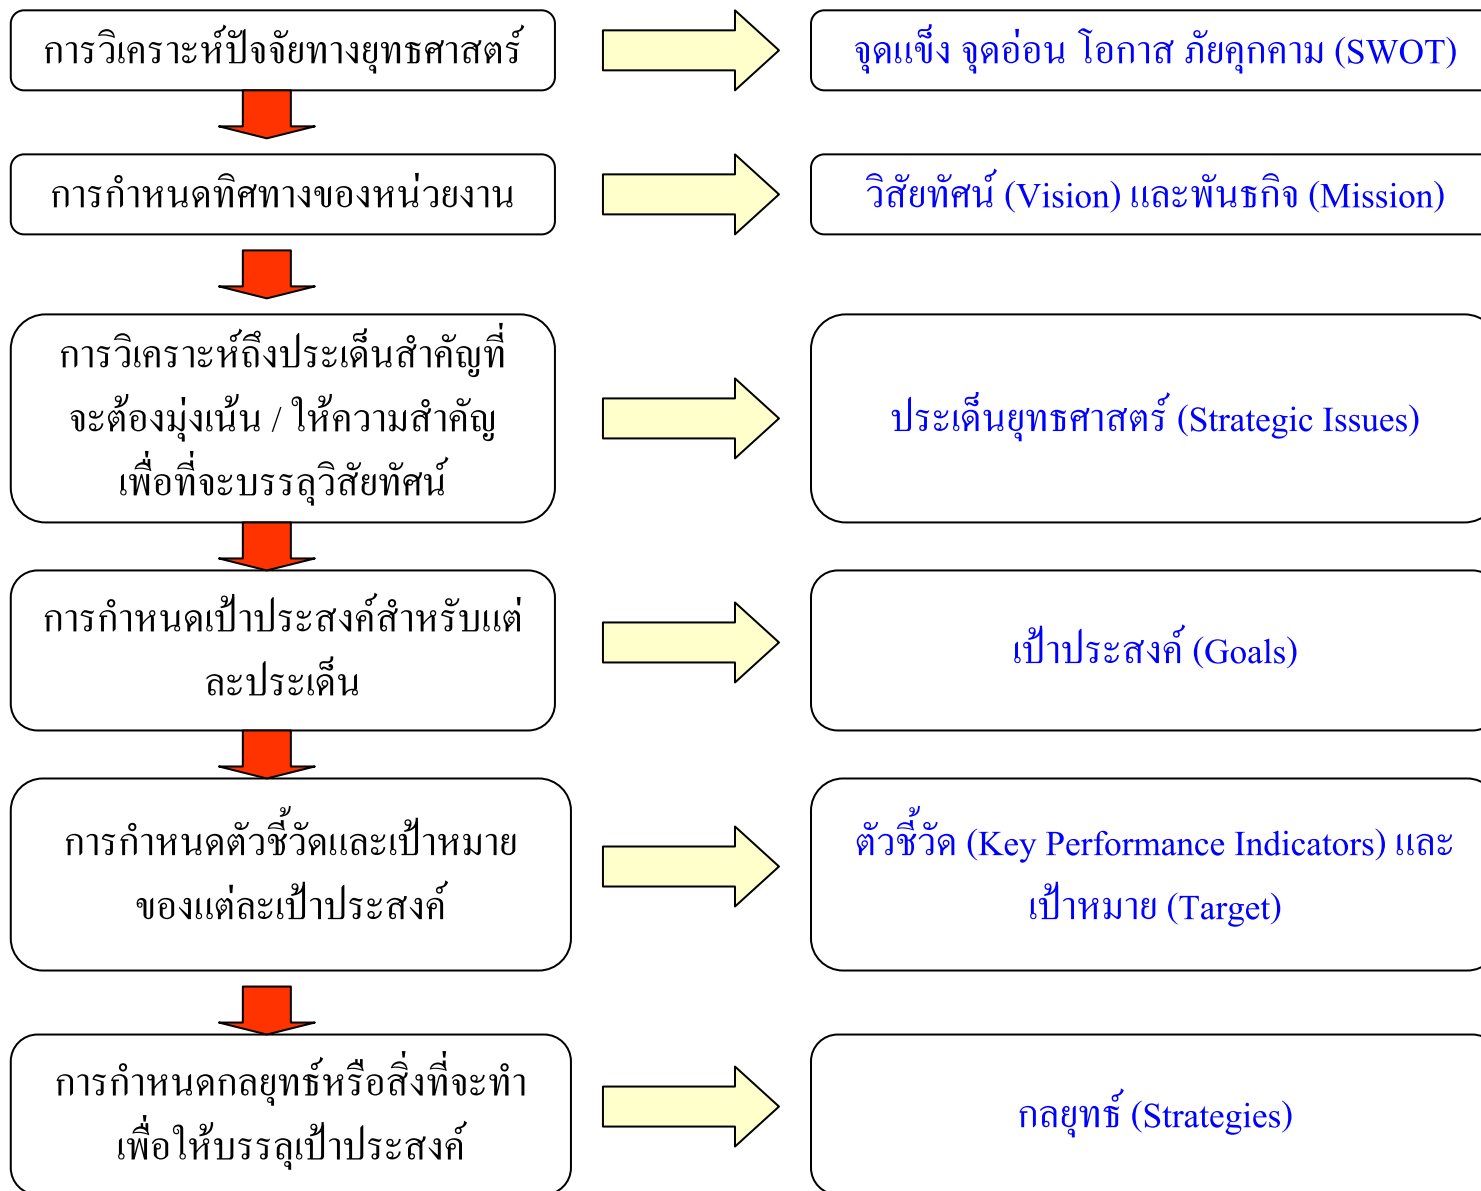 การวิเคราะห์ปัจจัยทางยุทธศาสตร์
จุดแข็ง จุดอ่อน โอกาส ภัยคุกคาม (SWOT)
การกำหนดทิศทางของหน่วยงาน
วิสัยทัศน์ (Vision) และพันธกิจ (Mission)
การวิเคราะห์ถึงประเด็นสำคัญที่
จะต้องมุ่งเน้น / ให้ความสำคัญ
เพื่อที่จะบรรลุวิสัยทัศน์
ประเด็นยุทธศาสตร์ (Strategic Issues)
การกำหนดเป้าประสงค์สำหรับแต่
ละประเด็น
เป้าประสงค์ (Goals)
การกำหนดตัวชี้วัดและเป้าหมาย
ของแต่ละเป้าประสงค์
ตัวชี้วัด (Key Performance Indicators) และ
เป้าหมาย (Target)
การกำหนดกลยุทธ์หรือสิ่งที่จะทำ
เพื่อให้บรรลุเป้าประสงค์
กลยุทธ์ (Strategies)